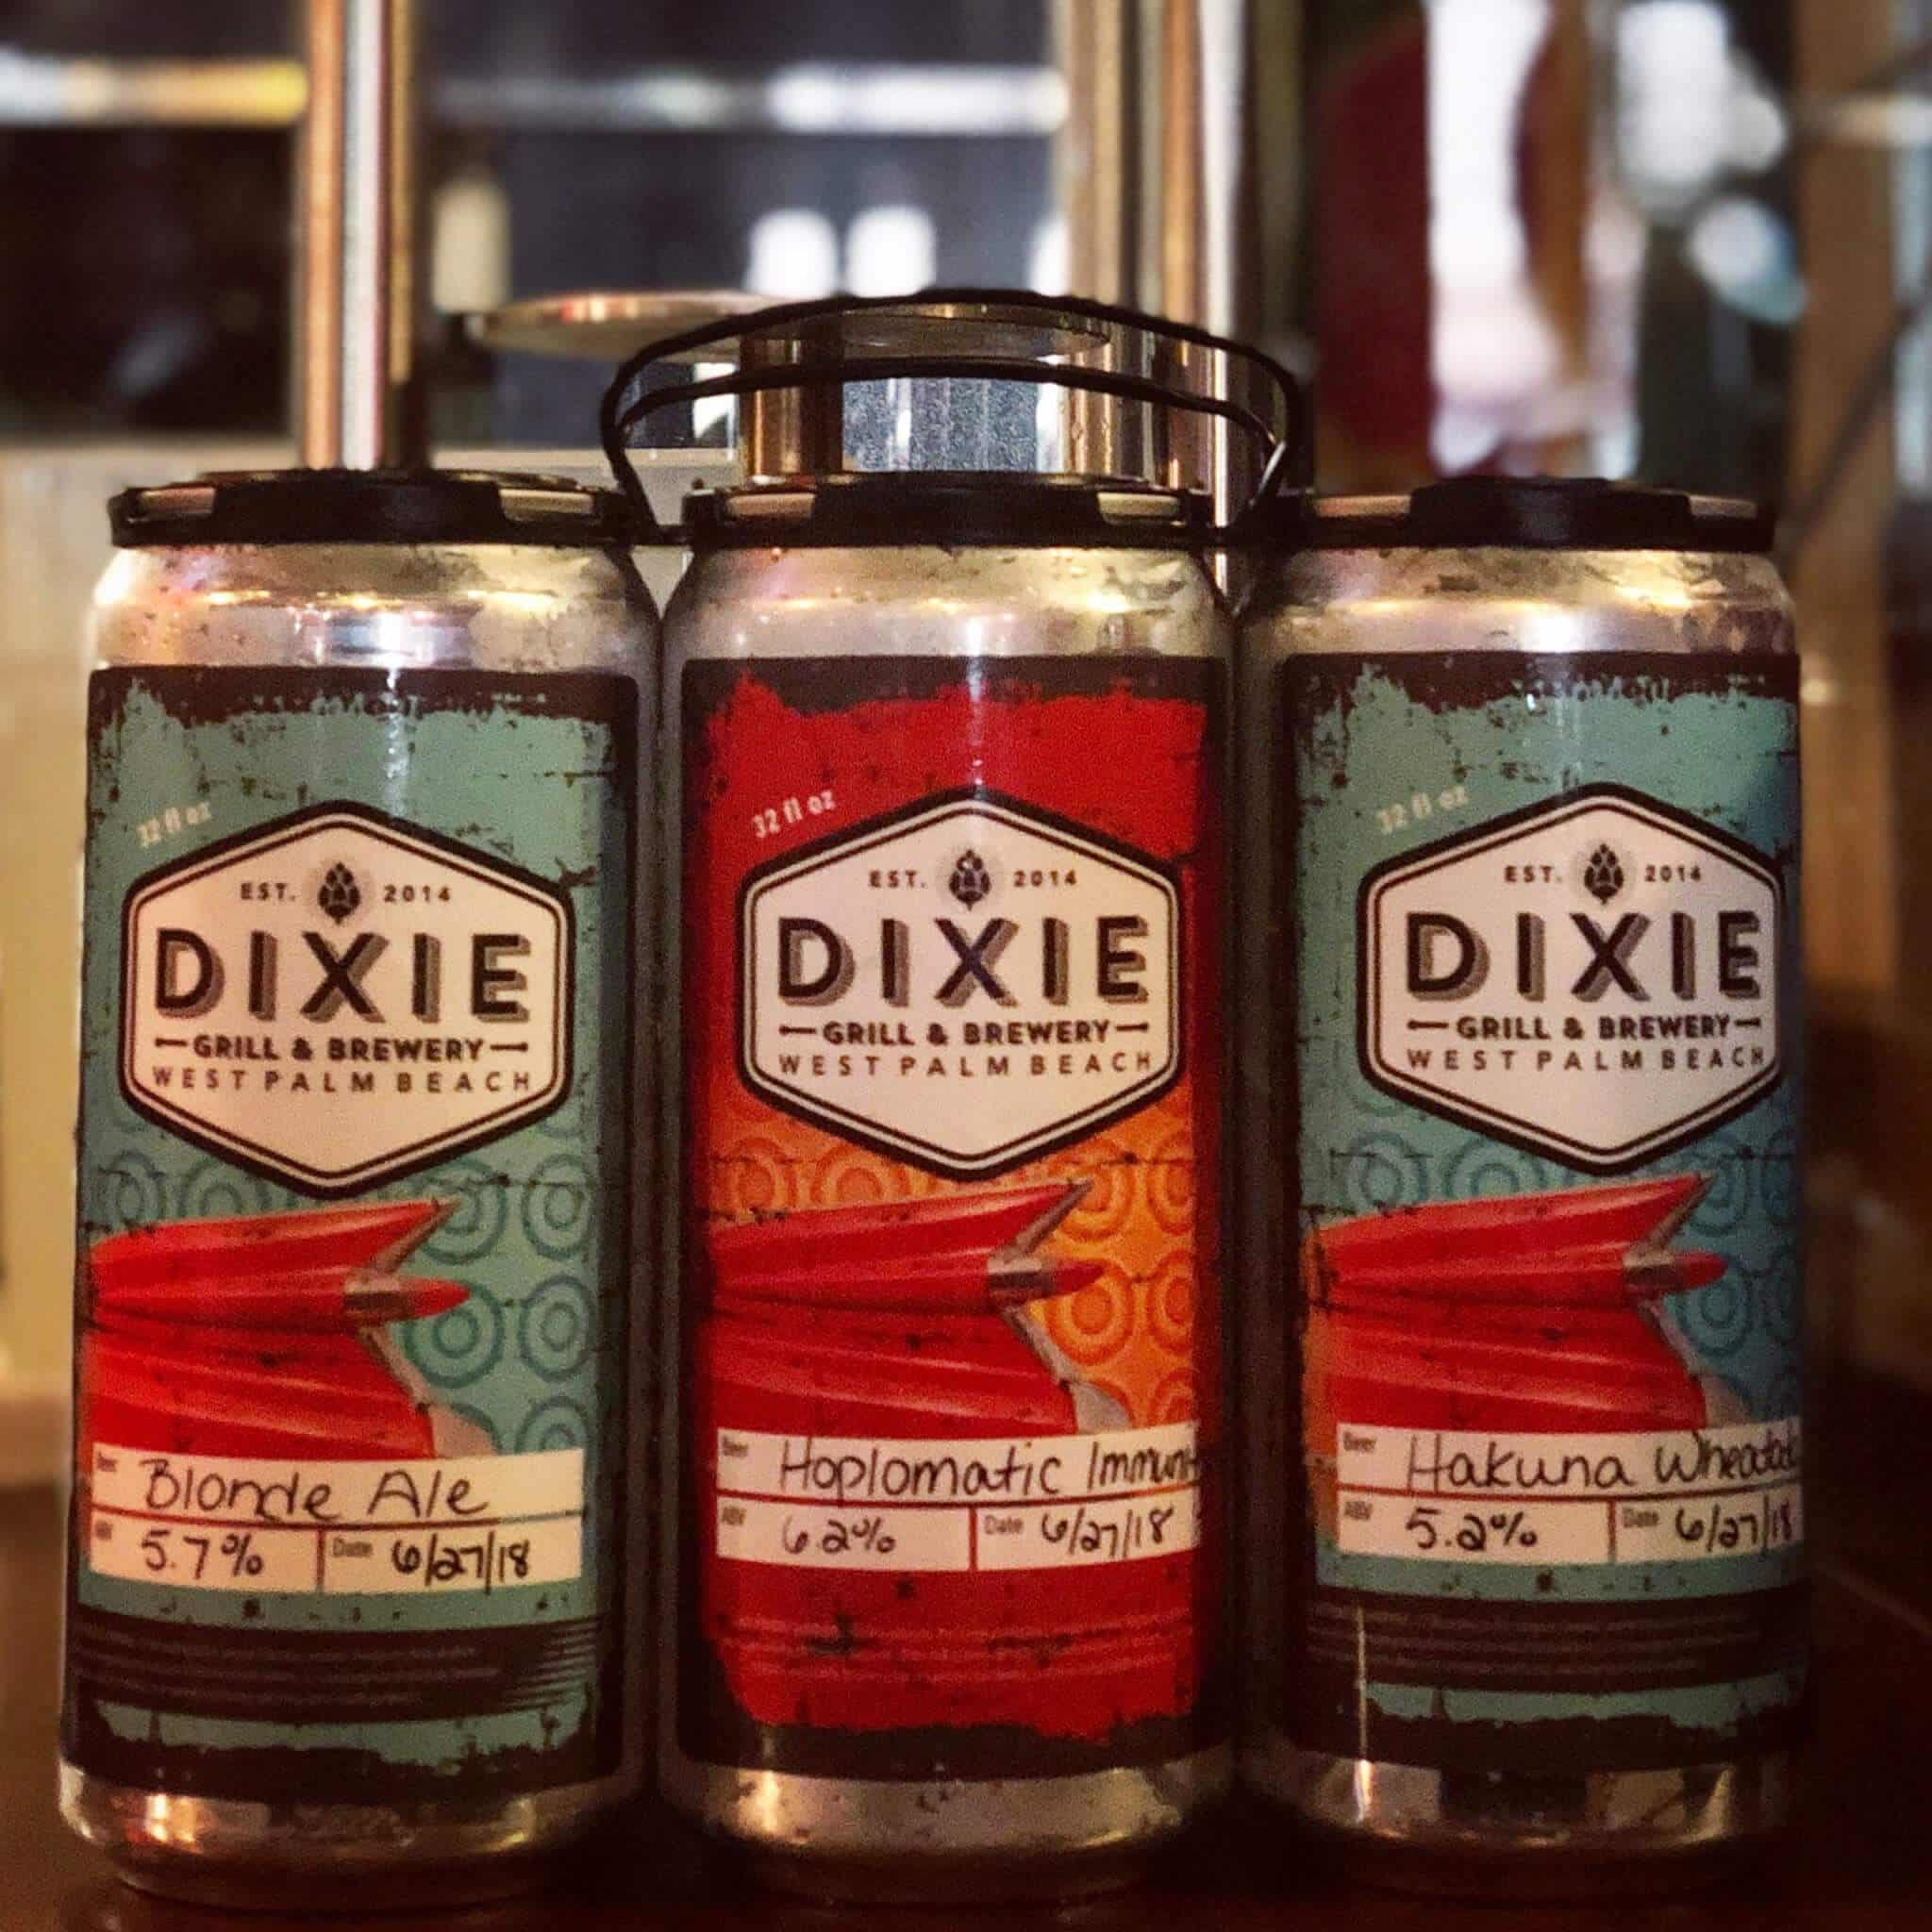 32 fl oz
EST. 2014
DIXIE
GRILL & BREWERY
WEST PALM BEACH
Beer Blonde Ale
ABV 5.7% Date 6/27/18
32 fl oz
EST. 2014
DIXIE
GRILL & BREWERY
WEST PALM BEACH
Beer Hoplomatic
ABV 6.2% Date 6/27/18
32 fl oz
EST. 2014
DIXIE
GRILL & BREWERY
WEST PALM BEACH
Beer Hakuna
ABV 5.2% Date 6/27/18